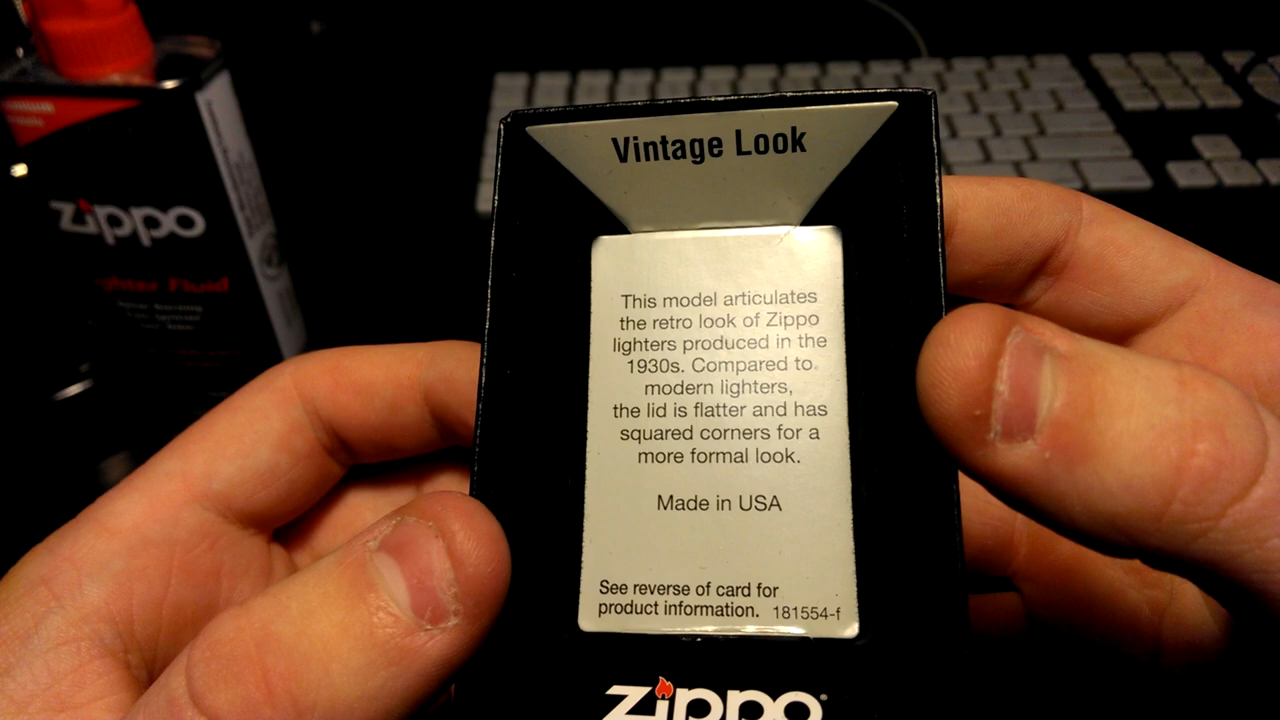 Vintage Look
This model articulates
the retro look of Zippo
lighters produced in the
1930s. Compared to
modern lighters,
the lid is flatter and has
squared corners for a
more formal look.
Made in USA
See reverse of card for
product information. 181554-f
zippo
zippo
Fluid